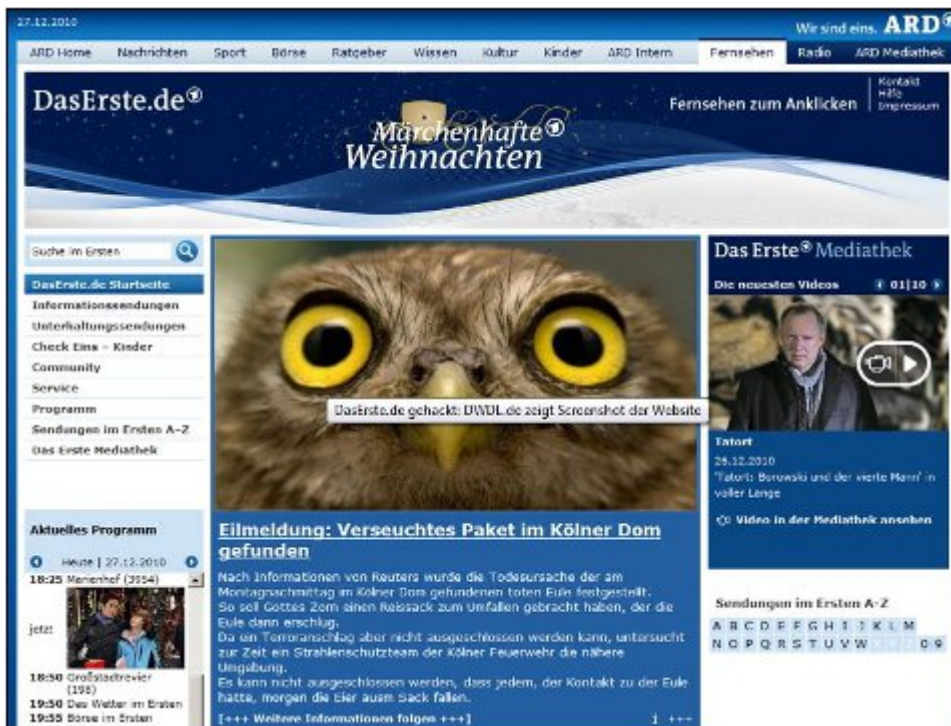 27.12.2010
Wir sind eins. ARD
ARD Home Nachrichten Sport Börse Ratgeber Wissen Kultur Kinder ARD Intern Fernsehen Radio ARD Mediathek
DasErste.de
Märchenhafte
Weihnachten
Fernsehen zum Anklicken
Kontakt
Hilfe
Impressum
Suche im Ersten
DasErste.de Startseite
Informationssendungen
Unterhaltungssendungen
Check Eins – Kinder
Community
Service
Programm
Sendungen im Ersten A-Z
Das Erste Mediathek
Aktuelles Programm
Heute | 27.12.2010
18:25 Marienhof (3954)
jetzt
18:50 Großstadtrevier
(198)
19:50 Das Wetter im Ersten
19:55 Börse im Ersten
DasErste.de gehackt: DWDL.de zeigt Screenshot der Website
Eilmeldung: Verseuchtes Paket im Kölner Dom
gefunden
Nach Informationen von Reuters wurde die Todesursache der am
Montagnachmittag im Kölner Dom gefundenen toten Eule festgestellt.
So soll Gottes Zorn einen Reissack zum Umfallen gebracht haben, der die
Eule dann erschlug.
Da ein Terroranschlag aber nicht ausgeschlossen werden kann, untersucht
zur Zeit ein Strahlenschutzteam der Kölner Feuerwehr die nähere
Umgebung.
Es kann nicht ausgeschlossen werden, dass jedem, der Kontakt zu der Eule
hatte, morgen die Eier ausm Sack fallen.
[+++ Weitere Informationen folgen +++]
Das Erste Mediathek
Die neuesten Videos 01|10
Tatort
26.12.2010
'Tatort: Borowski und der vierte Mann' in
voller Länge
Video in der Mediathek ansehen
Sendungen im Ersten A-Z
A B C D E F G H I J K L M
N O P Q R S T U V W X Y Z 0 9